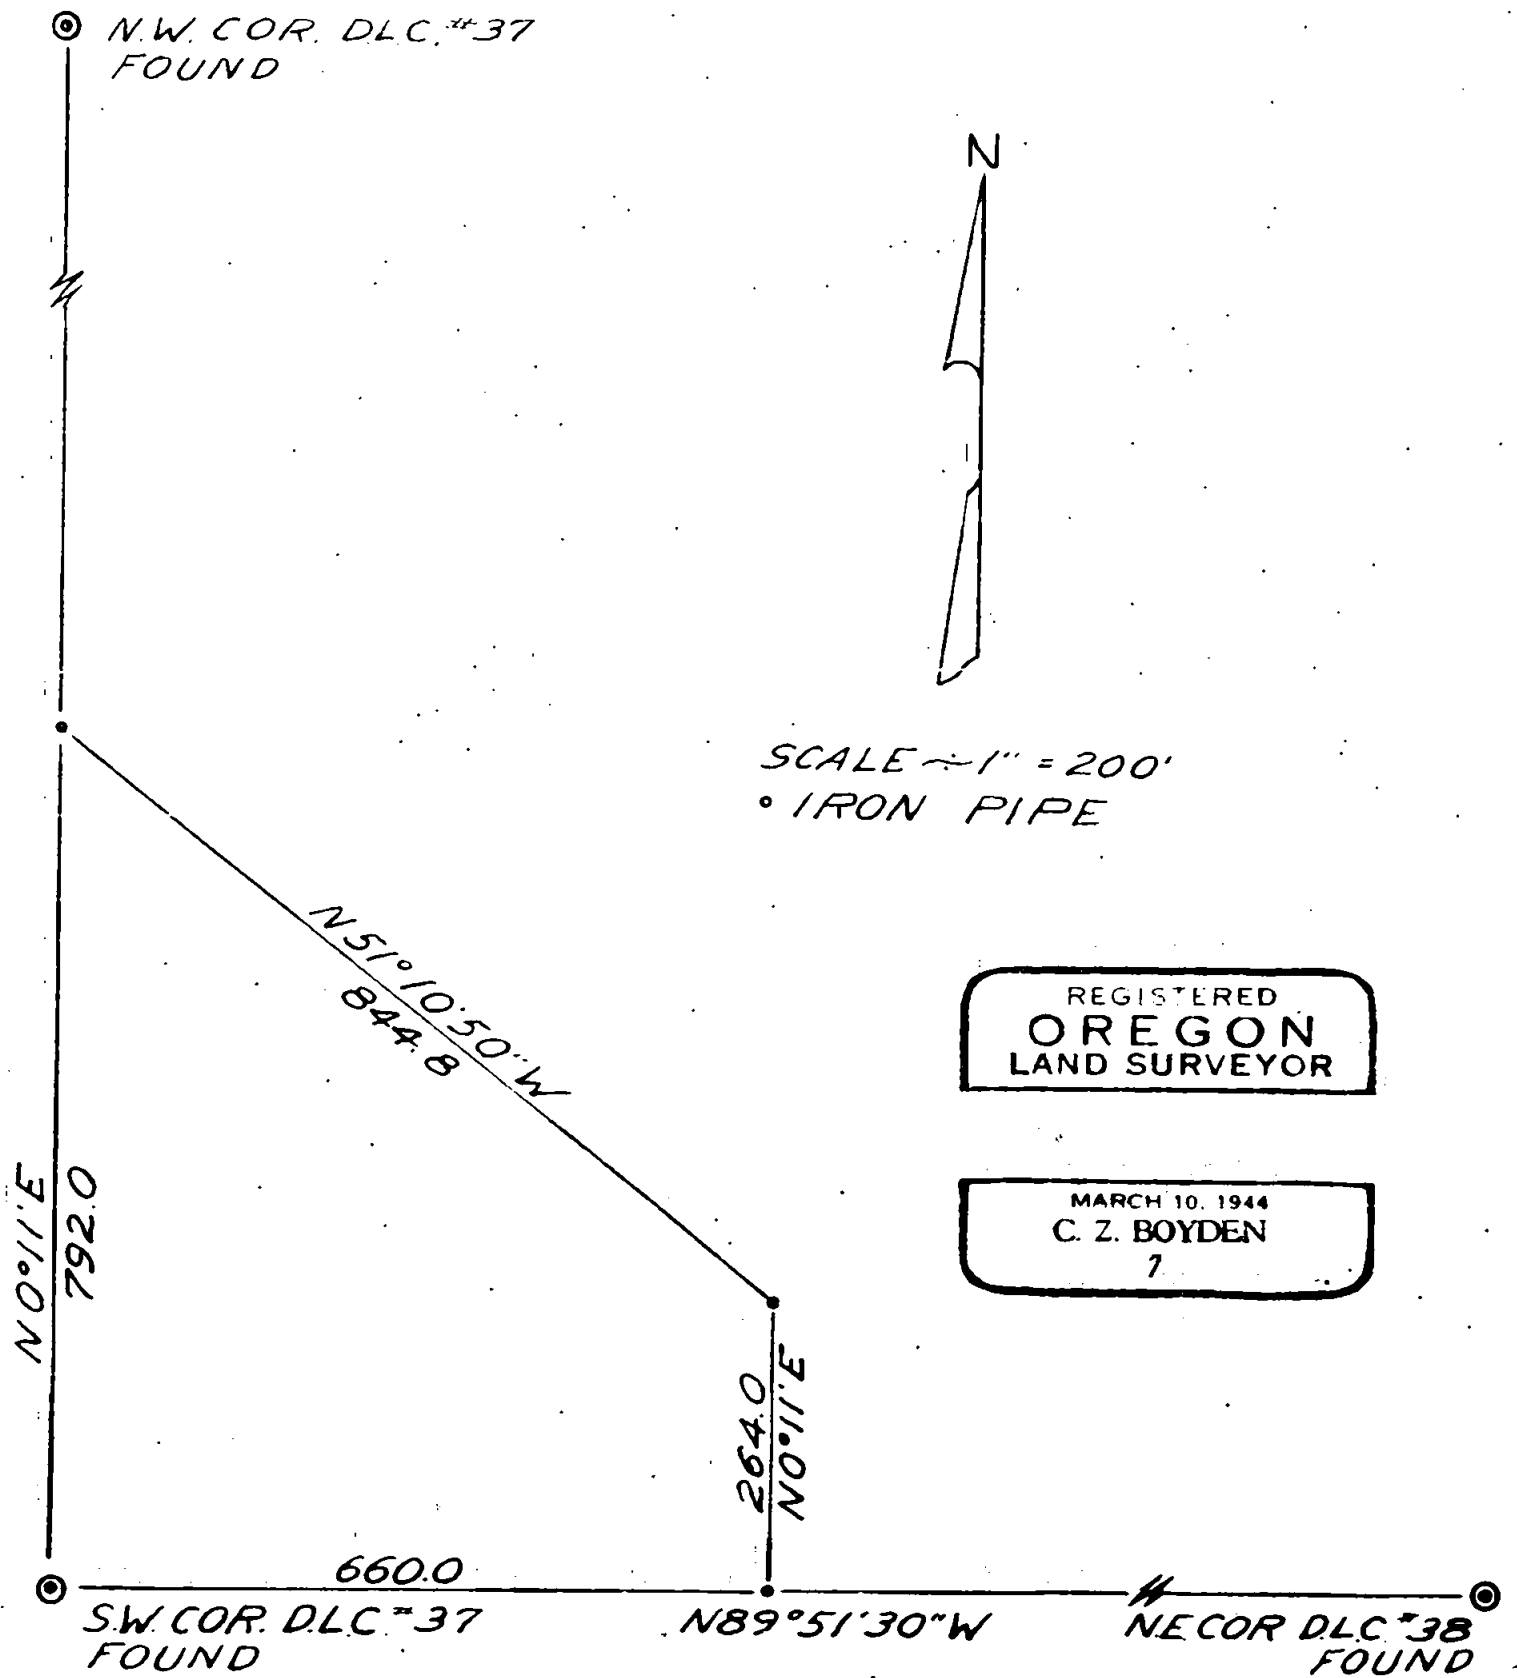 N.W. COR. D.L.C. #37
FOUND
N
SCALE ~ 1" = 200'
° IRON PIPE
N51°10'50"W
844.8
REGISTERED
OREGON
LAND SURVEYOR
MARCH 10, 1944
C. Z. BOYDEN
7
N0°11'E
792.0
264.0
N0°11'E
660.0
S.W. COR. D.L.C. #37
FOUND
N89°51'30"W
N.E. COR D.L.C. #38
FOUND